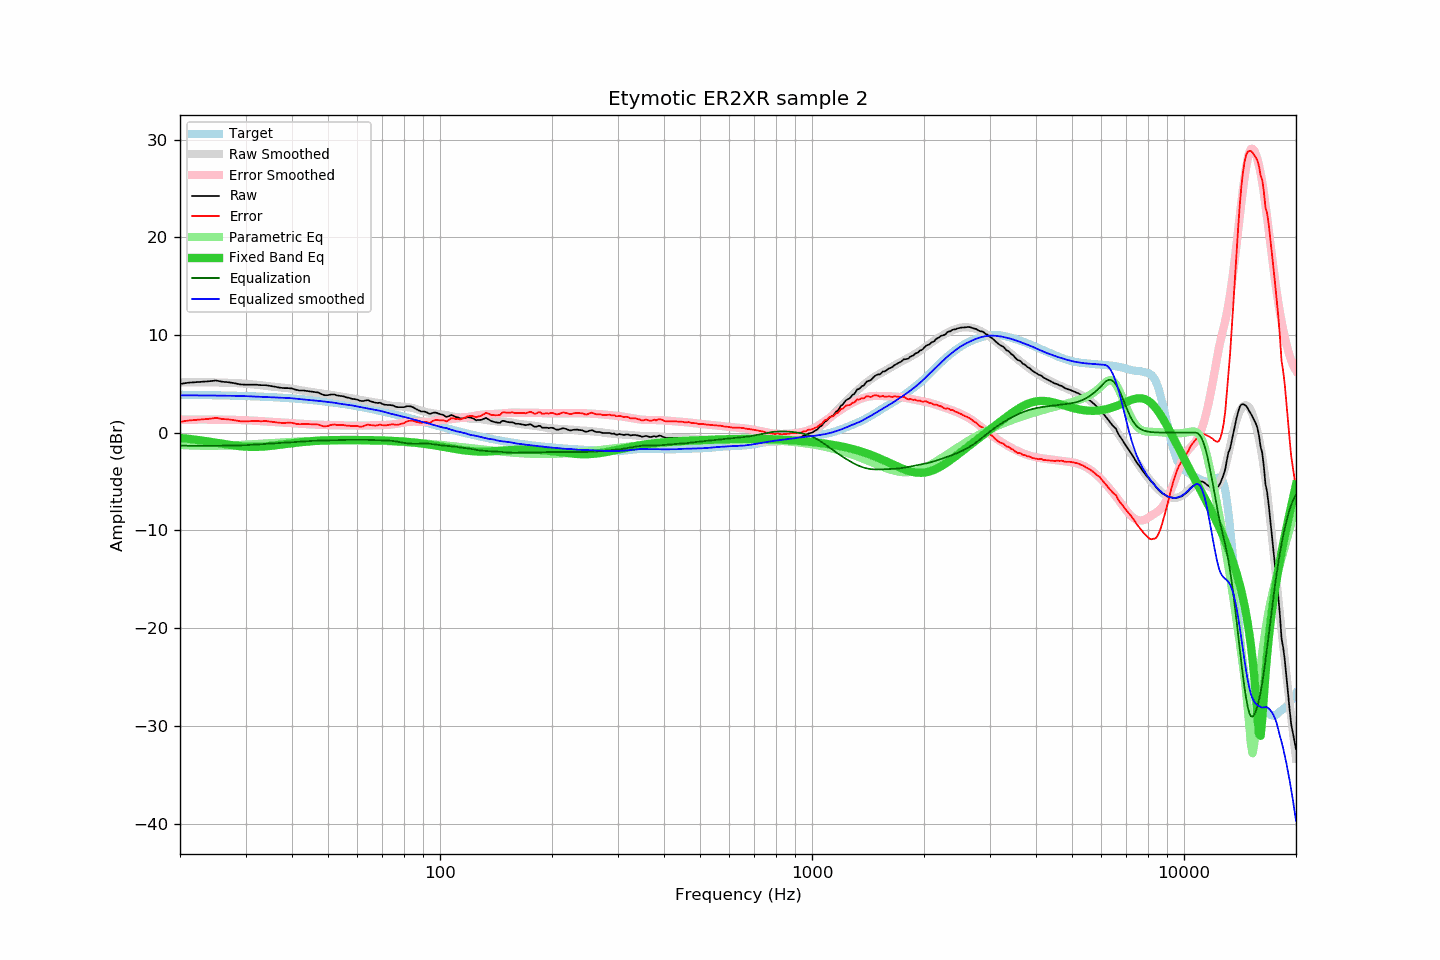 Etymotic ER2XR sample 2
Target
Raw Smoothed
Error Smoothed
Raw
Error
Parametric Eq
Fixed Band Eq
Equalization
Equalized smoothed
30
20
10
0
−10
−20
−30
−40
Amplitude (dBr)
100
1000
10000
Frequency (Hz)